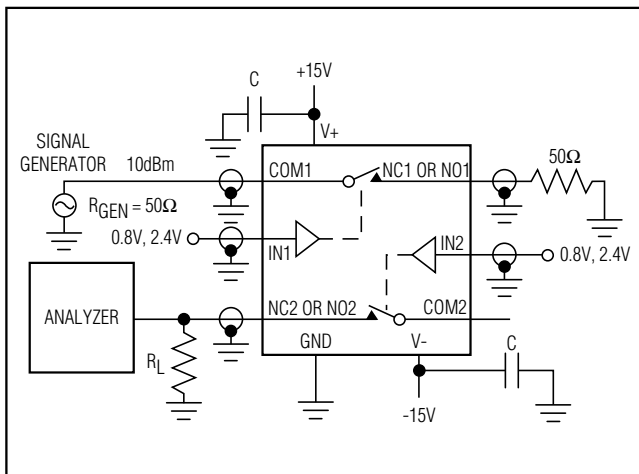 +15V
C
V+
SIGNAL
GENERATOR
10dBm
COM1
NC1 OR NO1
50Ω
RGEN = 50Ω
0.8V, 2.4V
IN1
IN2
0.8V, 2.4V
ANALYZER
NC2 OR NO2
COM2
RL
GND
V-
C
-15V